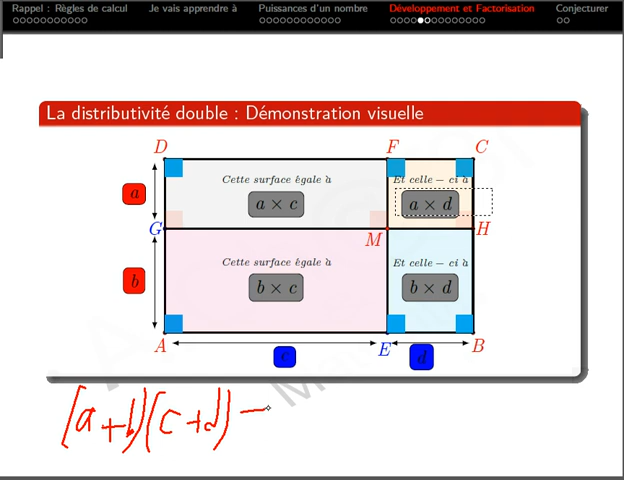 Rappel : Règles de calcul Je vais apprendre à Puissances d'un nombre Développement et Factorisation Conjecturer
La distributivité double : Démonstration visuelle
D F C
Cette surface égale à Et celle − ci à
a a × c a × d
G M H
Cette surface égale à Et celle − ci à
b b × c b × d
A E B
c d
(a+b)(c+d) =